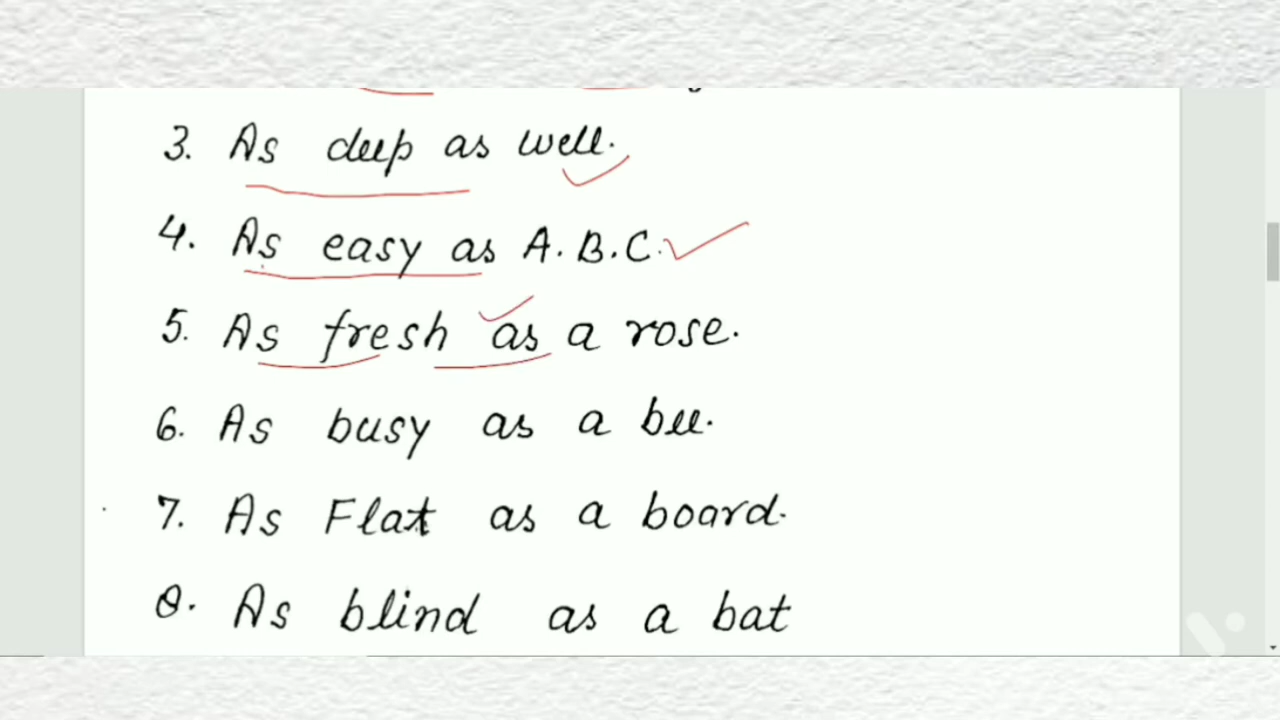 3. As deep as well.
4. As easy as A.B.C.
5. As fresh as a rose.
6. As busy as a bee.
7. As Flat as a board.
8. As blind as a bat